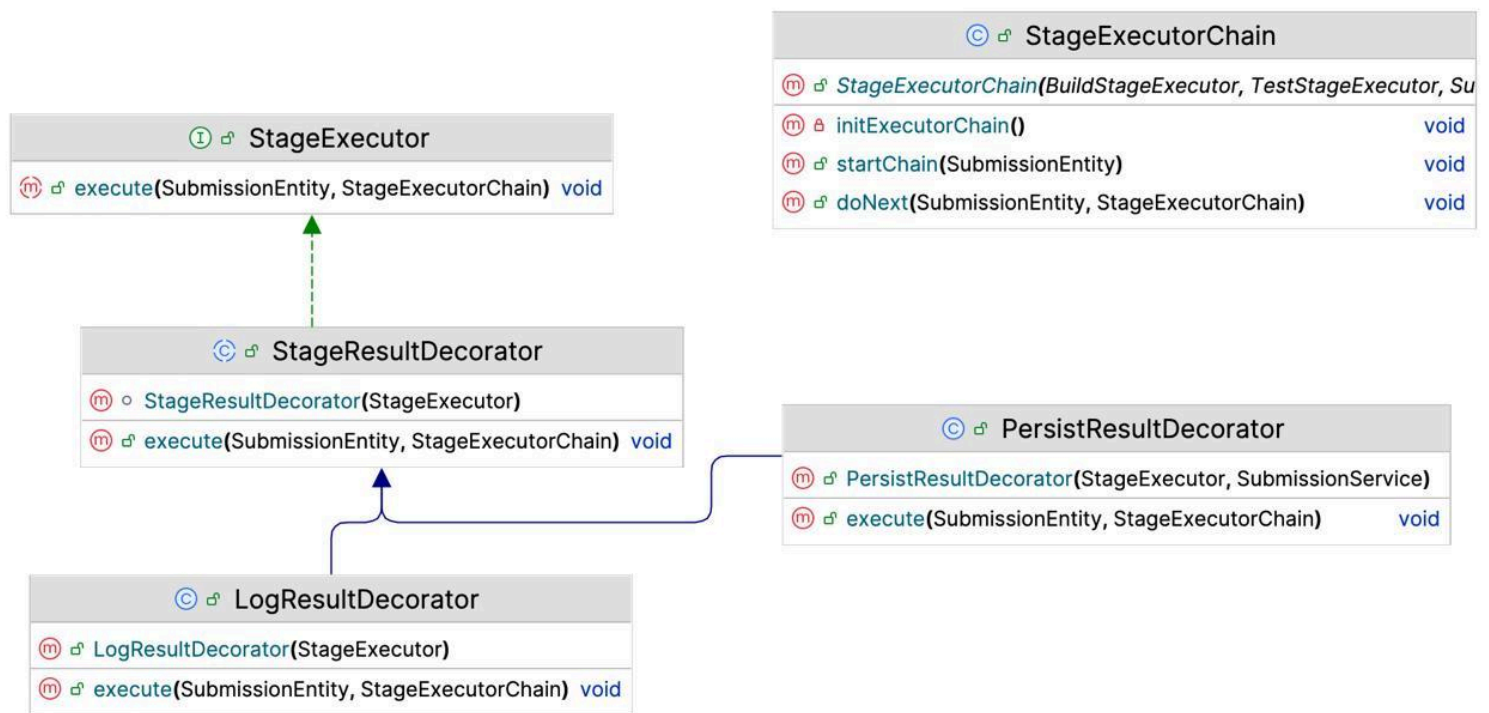 StageExecutorChain
StageExecutorChain(BuildStageExecutor, TestStageExecutor, Su
initExecutorChain() void
startChain(SubmissionEntity) void
doNext(SubmissionEntity, StageExecutorChain) void
StageExecutor
execute(SubmissionEntity, StageExecutorChain) void
StageResultDecorator
StageResultDecorator(StageExecutor)
execute(SubmissionEntity, StageExecutorChain) void
PersistResultDecorator
PersistResultDecorator(StageExecutor, SubmissionService)
execute(SubmissionEntity, StageExecutorChain) void
LogResultDecorator
LogResultDecorator(StageExecutor)
execute(SubmissionEntity, StageExecutorChain) void